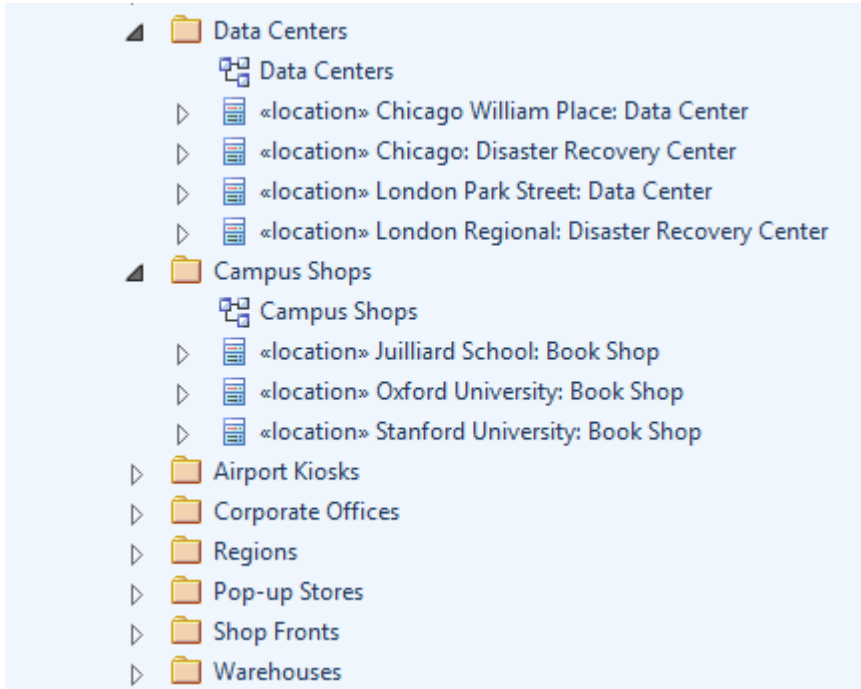 Data Centers
Data Centers
«location» Chicago William Place: Data Center
«location» Chicago: Disaster Recovery Center
«location» London Park Street: Data Center
«location» London Regional: Disaster Recovery Center
Campus Shops
Campus Shops
«location» Juilliard School: Book Shop
«location» Oxford University: Book Shop
«location» Stanford University: Book Shop
Airport Kiosks
Corporate Offices
Regions
Pop-up Stores
Shop Fronts
Warehouses